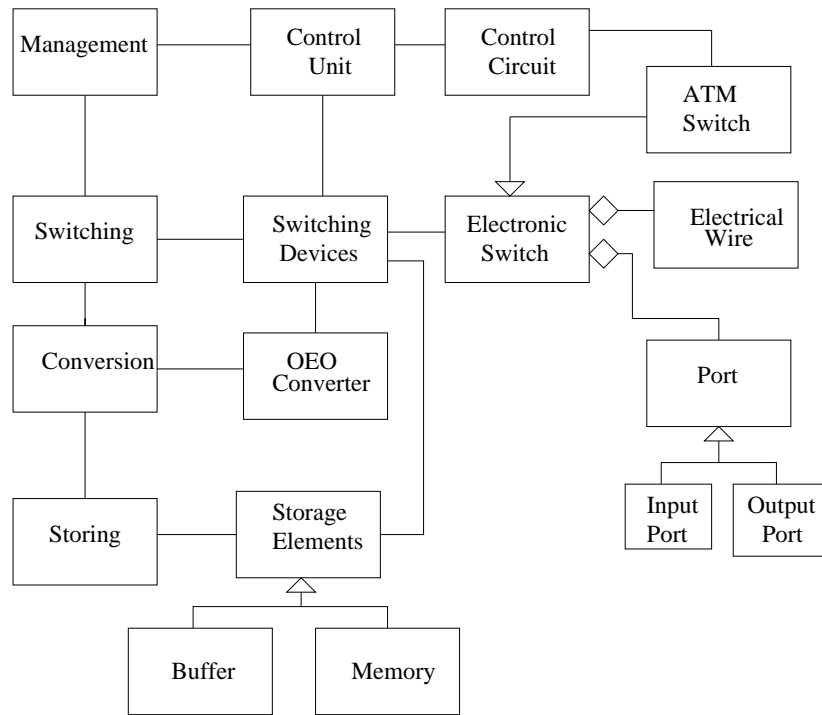 Management
Control
Unit
Control
Circuit
ATM
Switch
Switching
Switching
Devices
Electronic
Switch
Electrical
Wire
Conversion
OEO
Converter
Port
Storing
Storage
Elements
Input
Port
Output
Port
Buffer
Memory